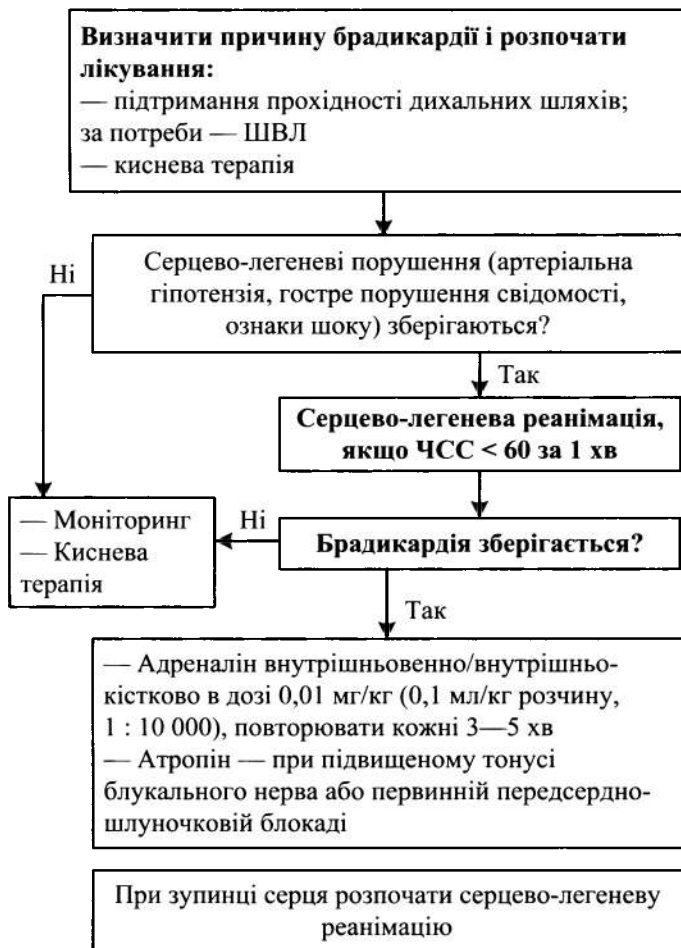 Визначити причину брадикардії і розпочати
лікування:
— підтримання прохідності дихальних шляхів;
за потреби — ШВЛ
— киснева терапія
Ні
Серцево-легеневі порушення (артеріальна
гіпотензія, гостре порушення свідомості,
ознаки шоку) зберігаються?
Так
Серцево-легенева реанімація,
якщо ЧСС < 60 за 1 хв
— Моніторинг
— Киснева
терапія
Ні
Брадикардія зберігається?
Так
— Адреналін внутрішньовенно/внутрішньо-
кістково в дозі 0,01 мг/кг (0,1 мл/кг розчину,
1 : 10 000), повторювати кожні 3—5 хв
— Атропін — при підвищеному тонусі
блукального нерва або первинній передсердно-
шлуночковій блокаді
При зупинці серця розпочати серцево-легеневу
реанімацію